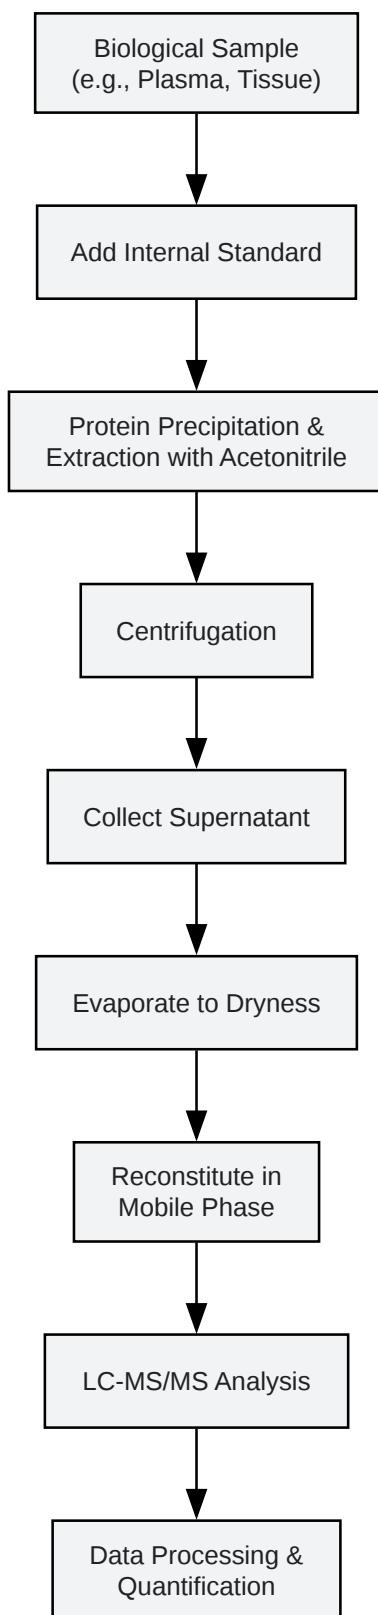 Biological Sample
(e.g., Plasma, Tissue)
Add Internal Standard
Protein Precipitation &
Extraction with Acetonitrile
Centrifugation
Collect Supernatant
Evaporate to Dryness
Reconstitute in
Mobile Phase
LC-MS/MS Analysis
Data Processing &
Quantification